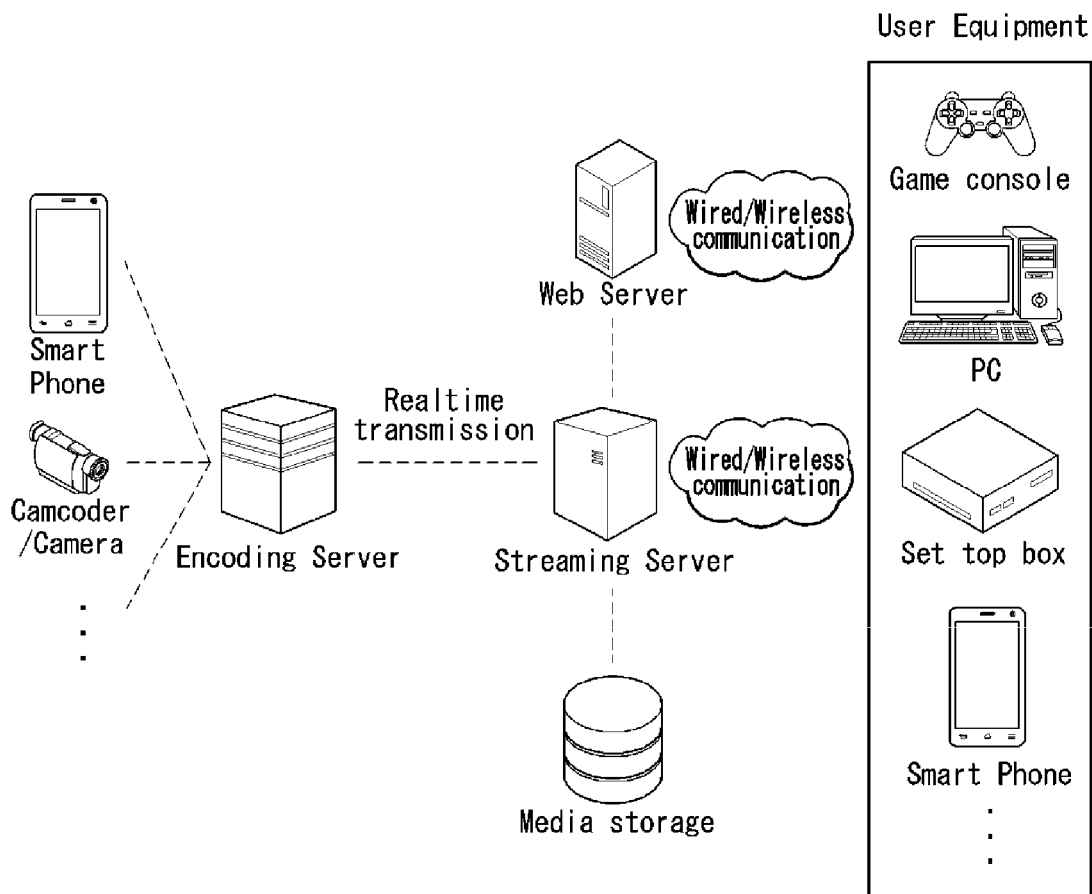 User Equipment
Game console
Wired/Wireless
communication
Web Server
PC
Smart
Phone
Realtime
transmission
Wired/Wireless
communication
Camcoder
/Camera
Encoding Server
Streaming Server
Set top box
Media storage
Smart Phone